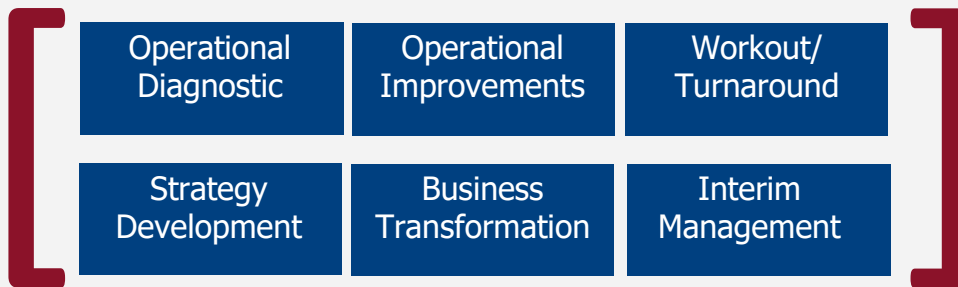 Operational
Diagnostic
Operational
Improvements
Workout/
Turnaround
Strategy
Development
Business
Transformation
Interim
Management